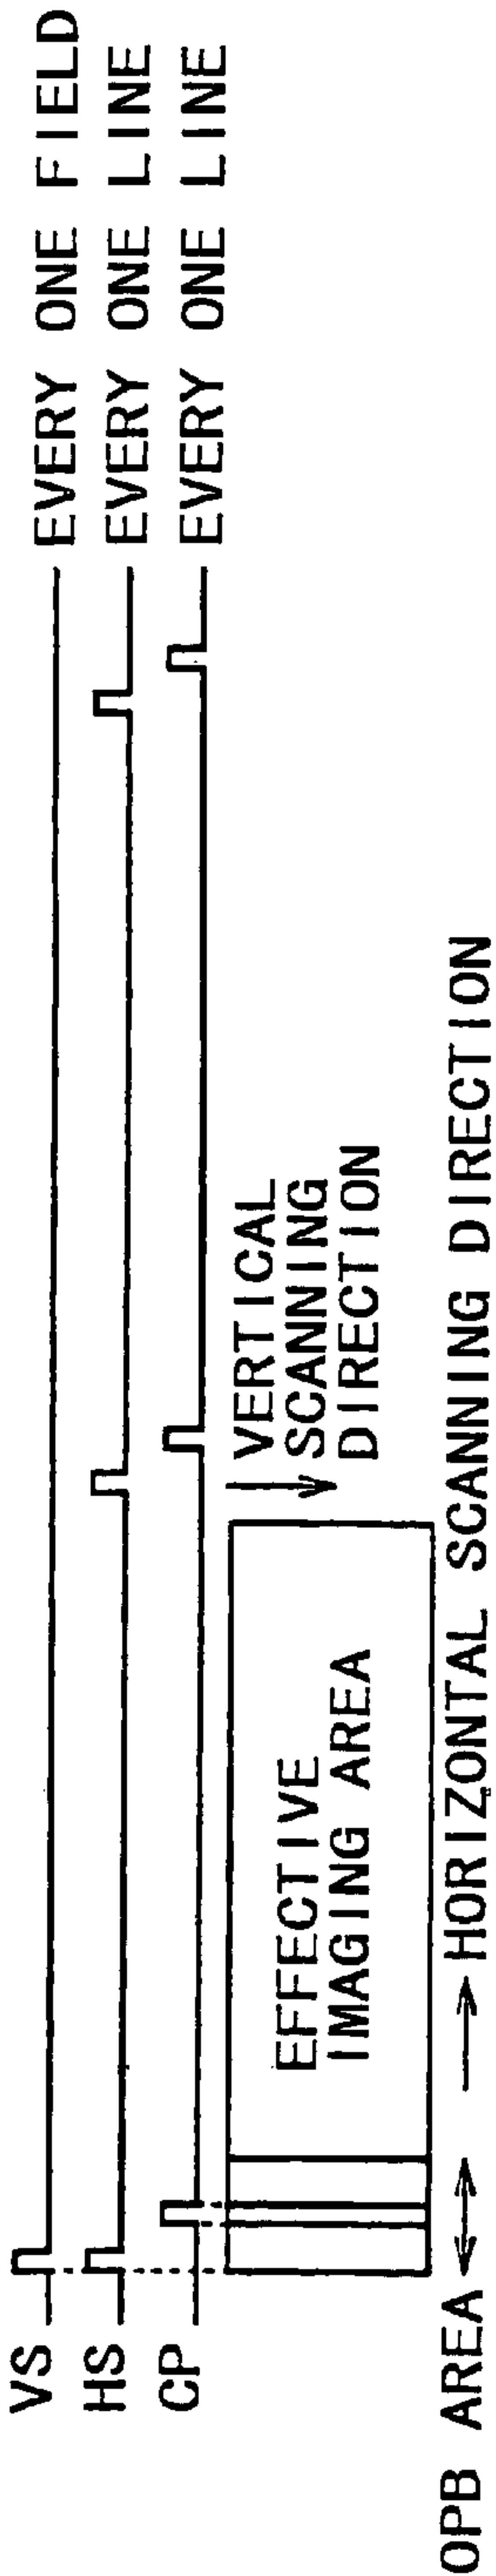 VS EVERY ONE FIELD
HS EVERY ONE LINE
CP EVERY ONE LINE
EFFECTIVE
IMAGING AREA
VERTICAL
SCANNING
DIRECTION
OPB AREA HORIZONTAL SCANNING DIRECTION